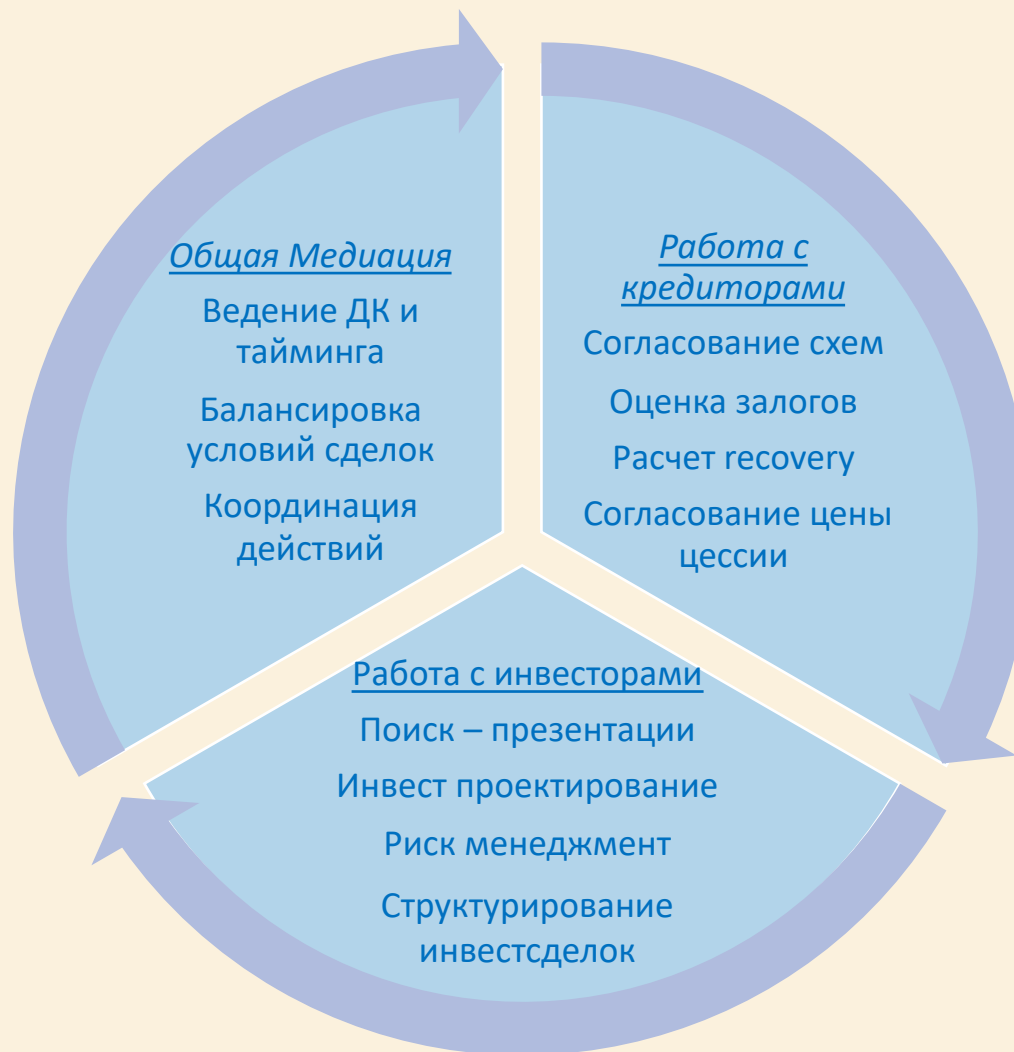 Общая Медиация
Ведение ДК и
тайминга
Балансировка
условий сделок
Координация
действий
Работа с
кредиторами
Согласование схем
Оценка залогов
Расчет recovery
Согласование цены
цессии
Работа с инвесторами
Поиск – презентации
Инвест проектирование
Риск менеджмент
Структурирование
инвестсделок